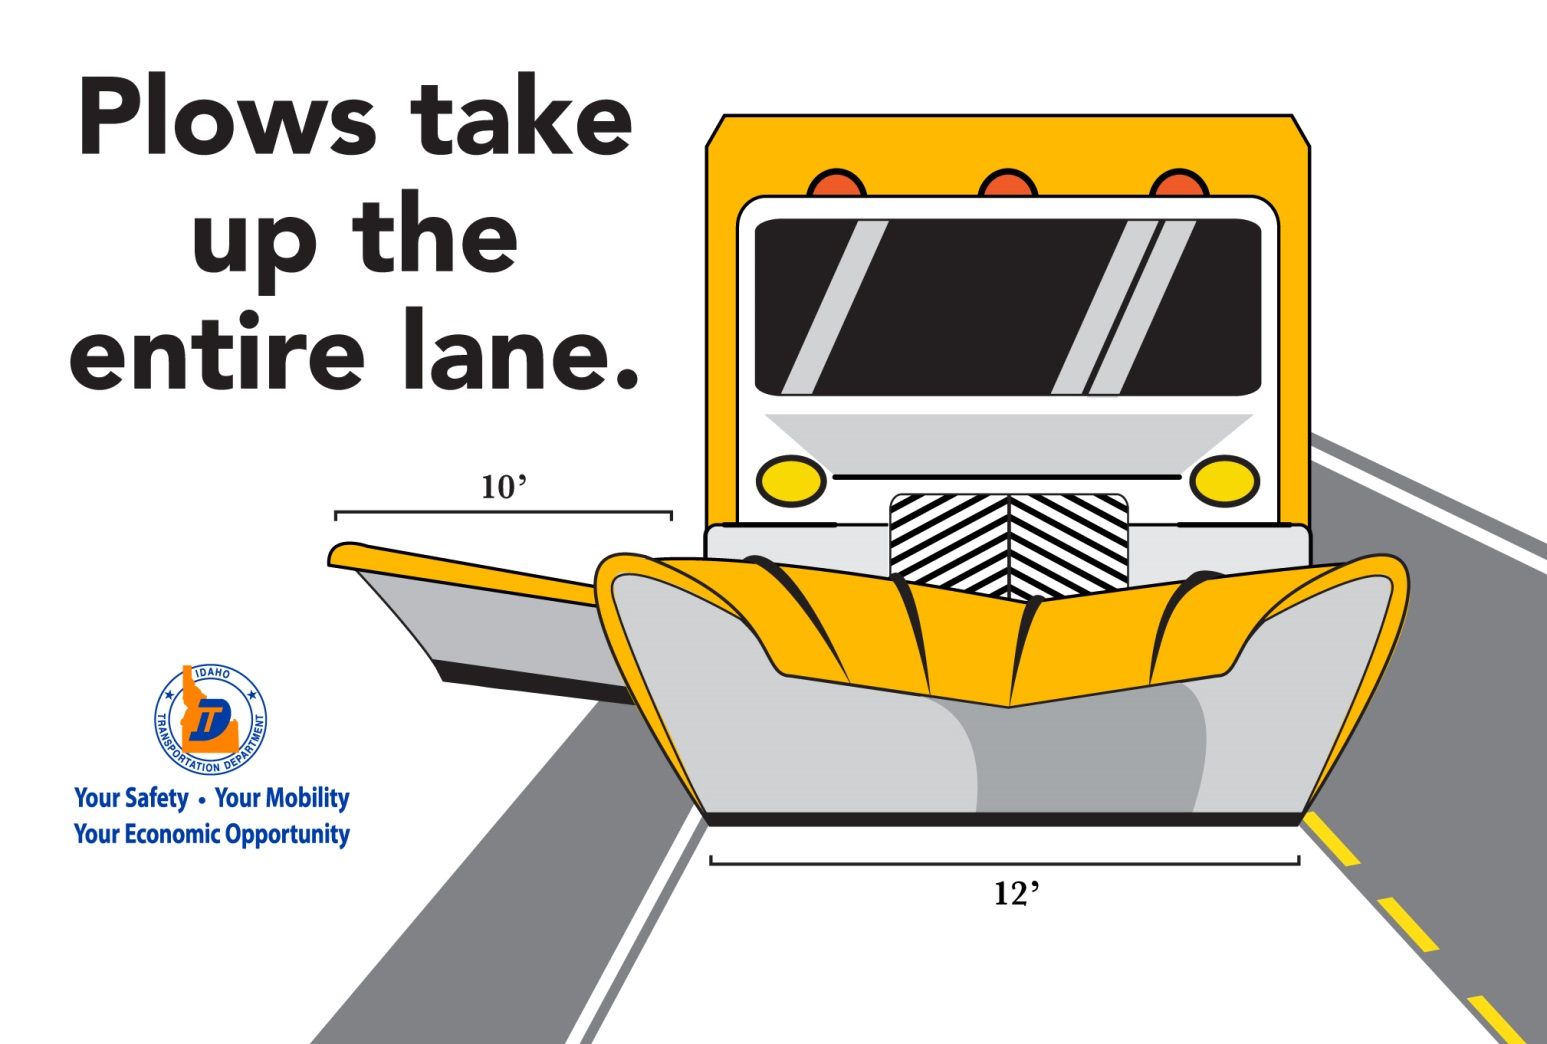 Plows take
up the
entire lane.
10’
IDAHO
TRANSPORTATION DEPARTMENT
Your Safety • Your Mobility
Your Economic Opportunity
12’